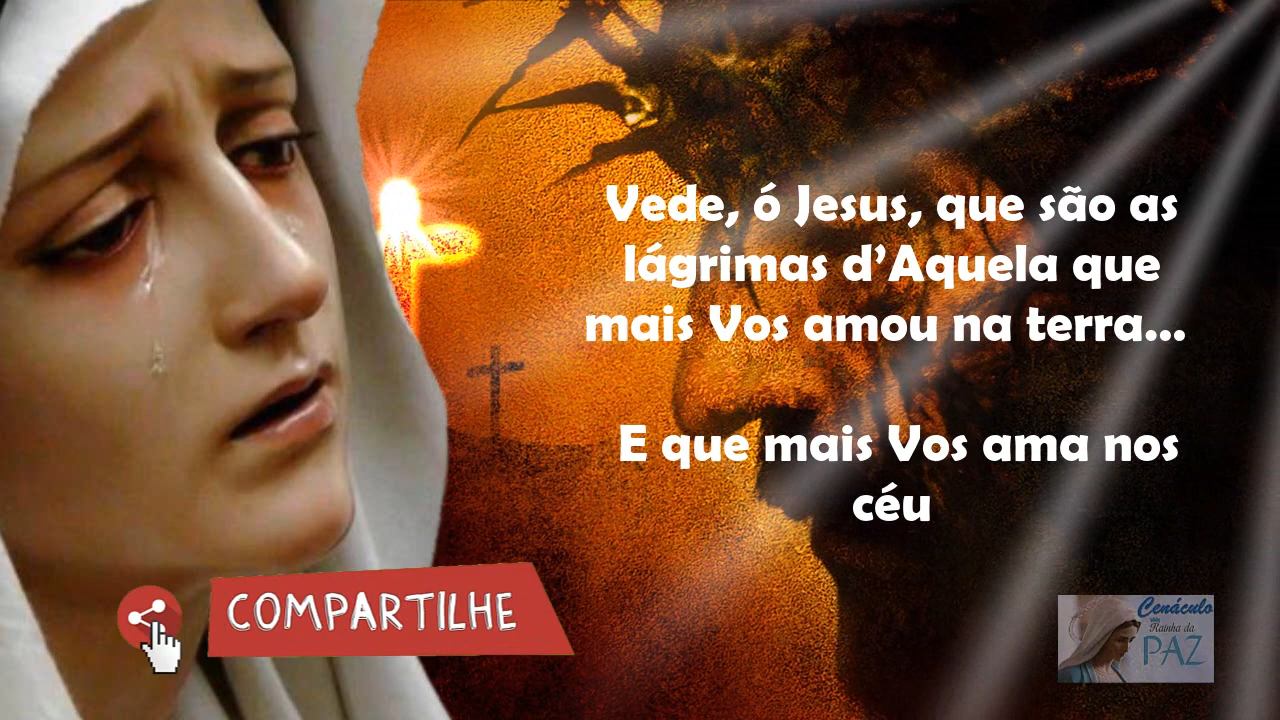 Vede, ó Jesus, que são as
lágrimas d’Aquela que
mais Vos amou na terra...
E que mais Vos ama nos
céu
COMPARTILHE
Cenáculo
Rainha da
PAZ